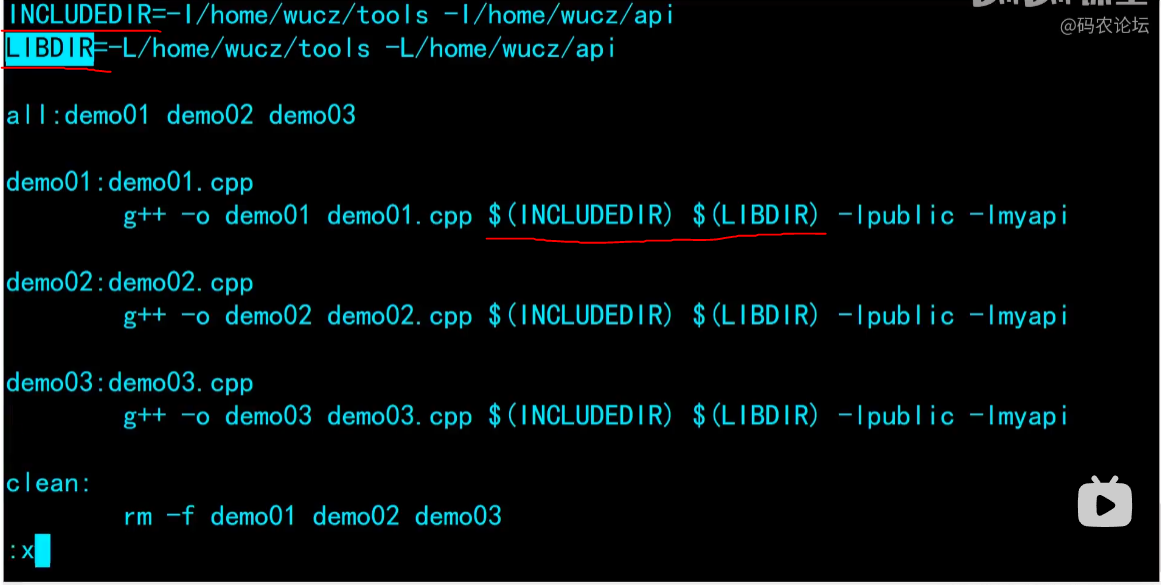 INCLUDEDIR=-I/home/wucz/tools -I/home/wucz/api
@码农论坛
LIBDIR=-L/home/wucz/tools -L/home/wucz/api
all:demo01 demo02 demo03
demo01:demo01.cpp
g++ -o demo01 demo01.cpp $(INCLUDEDIR) $(LIBDIR) -lpublic -lmyapi
demo02:demo02.cpp
g++ -o demo02 demo02.cpp $(INCLUDEDIR) $(LIBDIR) -lpublic -lmyapi
demo03:demo03.cpp
g++ -o demo03 demo03.cpp $(INCLUDEDIR) $(LIBDIR) -lpublic -lmyapi
clean:
rm -f demo01 demo02 demo03
:x